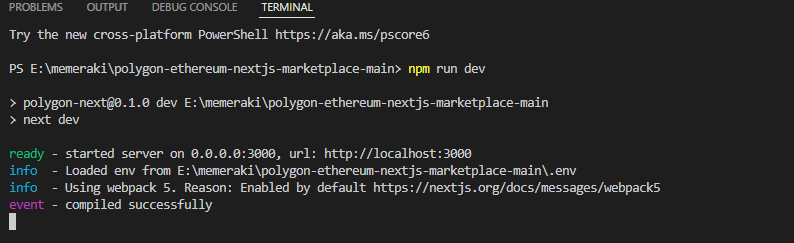 PROBLEMS OUTPUT DEBUG CONSOLE TERMINAL
Try the new cross-platform PowerShell https://aka.ms/pscore6
PS E:\memeraki\polygon-ethereum-nextjs-marketplace-main> npm run dev
> polygon-next@0.1.0 dev E:\memeraki\polygon-ethereum-nextjs-marketplace-main
> next dev
ready - started server on 0.0.0.0:3000, url: http://localhost:3000
info  - Loaded env from E:\memeraki\polygon-ethereum-nextjs-marketplace-main\.env
info  - Using webpack 5. Reason: Enabled by default https://nextjs.org/docs/messages/webpack5
event - compiled successfully